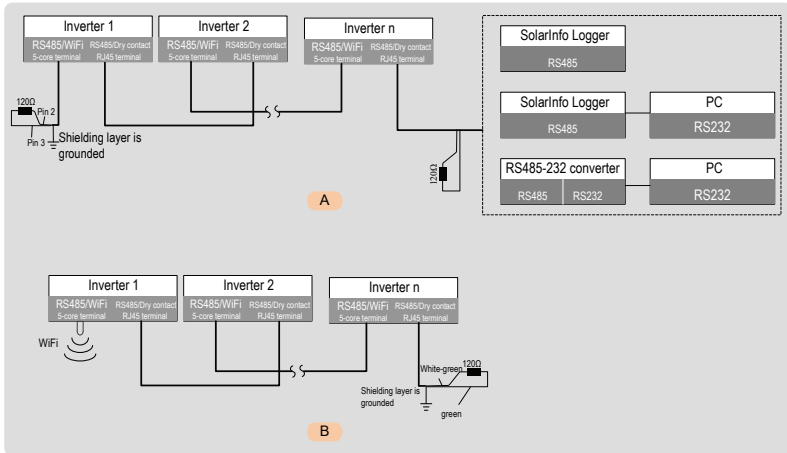 Inverter 1
RS485/WiFi RS485/Dry contact
5-core terminal RJ45 terminal
Inverter 2
RS485/WiFi RS485/Dry contact
5-core terminal RJ45 terminal
Inverter n
RS485/WiFi RS485/Dry contact
5-core terminal RJ45 terminal
120Ω
Pin 2
Pin 3
Shielding layer is
grounded
120Ω
SolarInfo Logger
RS485
SolarInfo Logger
RS485
PC
RS232
RS485-232 converter
RS485 RS232
PC
RS232
A
Inverter 1
RS485/WiFi RS485/Dry contact
5-core terminal RJ45 terminal
Inverter 2
RS485/WiFi RS485/Dry contact
5-core terminal RJ45 terminal
Inverter n
RS485/WiFi RS485/Dry contact
5-core terminal RJ45 terminal
WiFi
White-green
120Ω
Shielding layer is
grounded
green
B